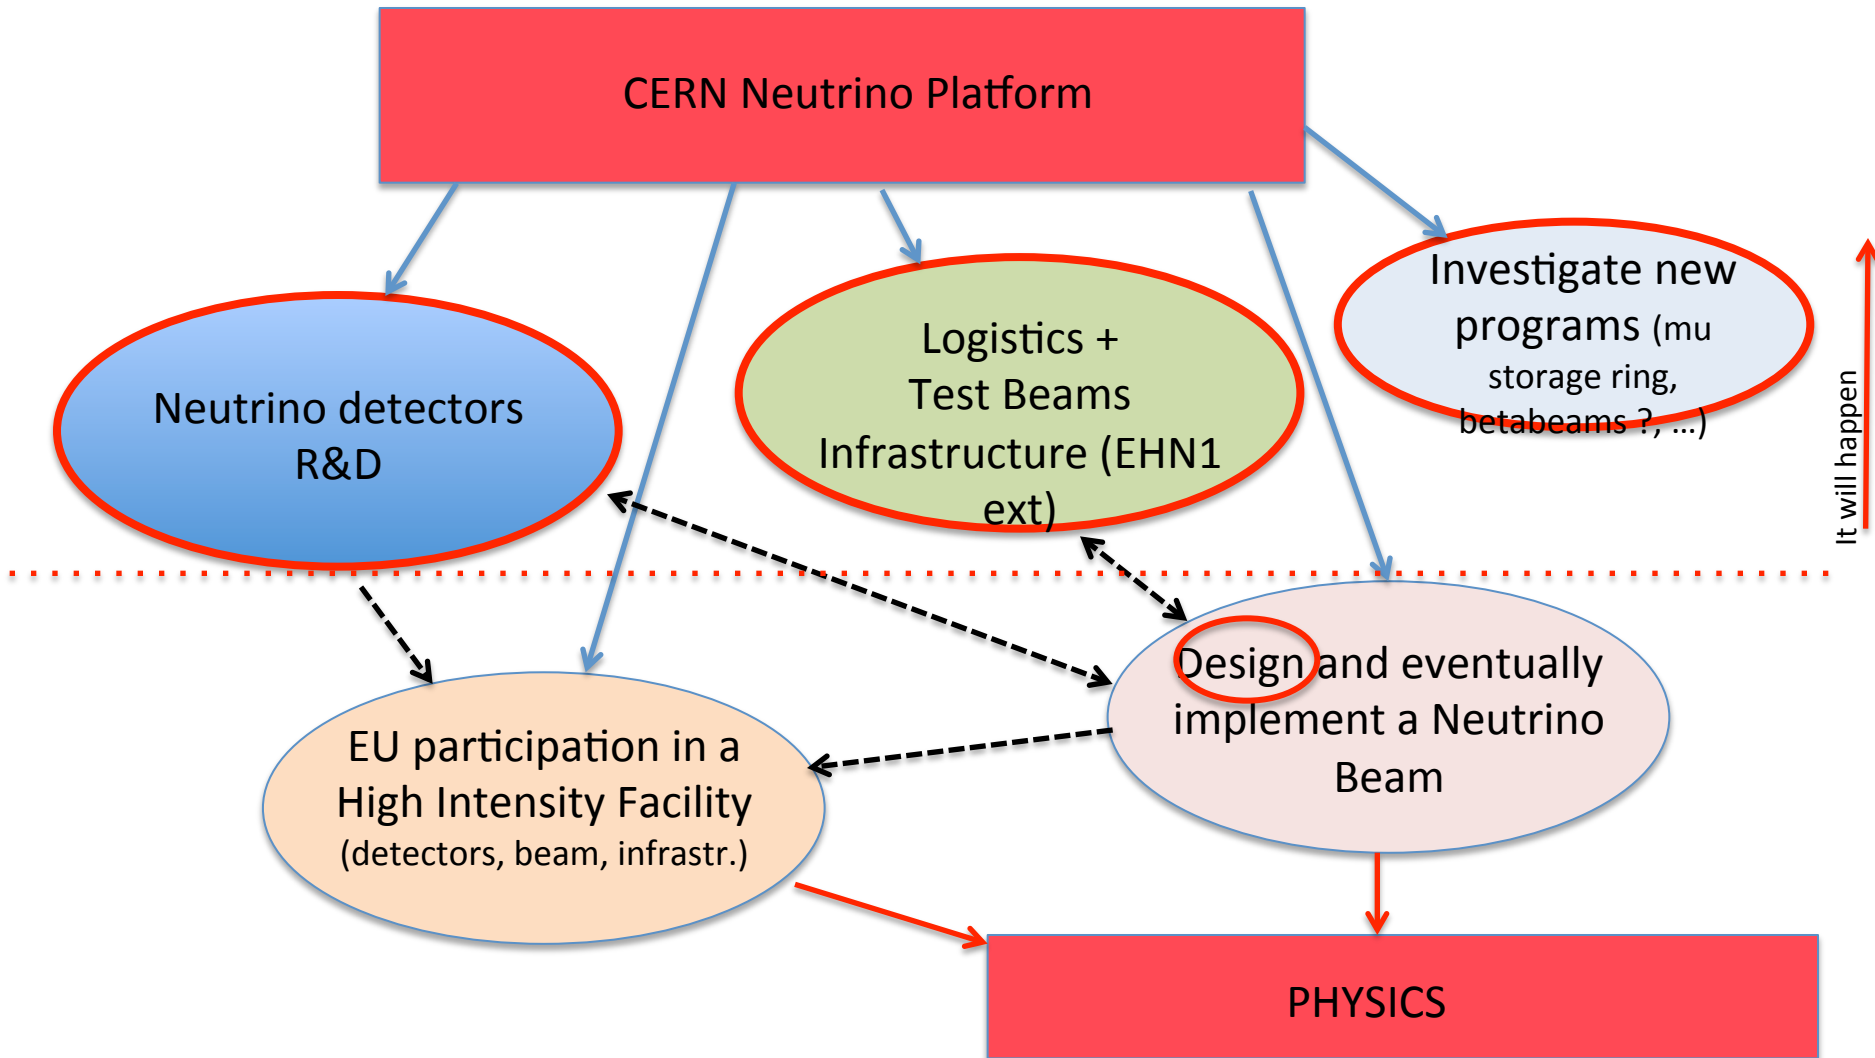 CERN Neutrino Platform
Investigate new
programs (mu
storage ring,
betabeams ?, ...)
It will happen
Logistics +
Test Beams
Infrastructure (EHN1
ext)
Neutrino detectors
R&D
Design and eventually
implement a Neutrino
Beam
EU participation in a
High Intensity Facility
(detectors, beam, infrastr.)
PHYSICS